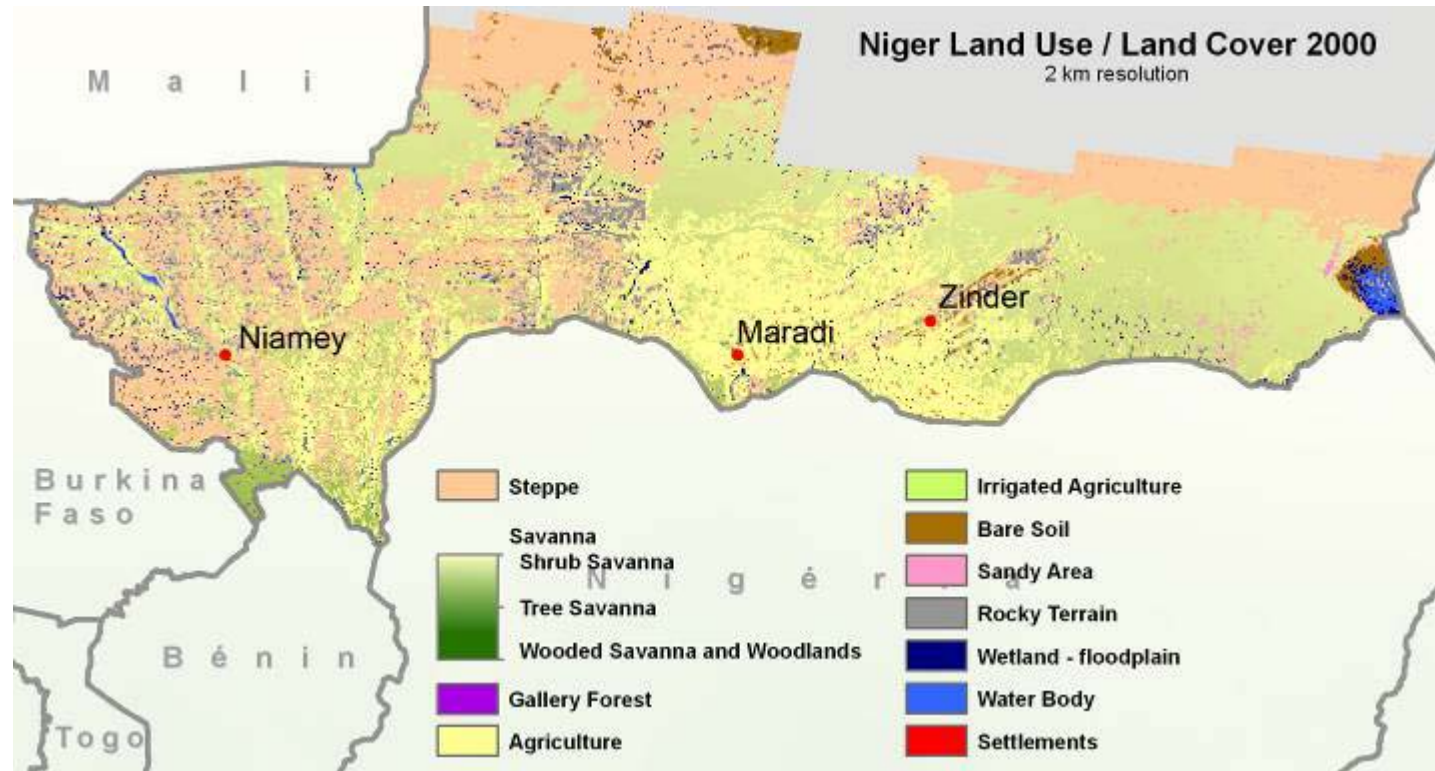 Niger Land Use / Land Cover 2000
2 km resolution
M a l i
Niamey
Maradi
Zinder
Burkina
Faso
Bénin
Togo
Nigéria
Steppe
Savanna
Shrub Savanna
Tree Savanna
Wooded Savanna and Woodlands
Gallery Forest
Agriculture
Irrigated Agriculture
Bare Soil
Sandy Area
Rocky Terrain
Wetland - floodplain
Water Body
Settlements